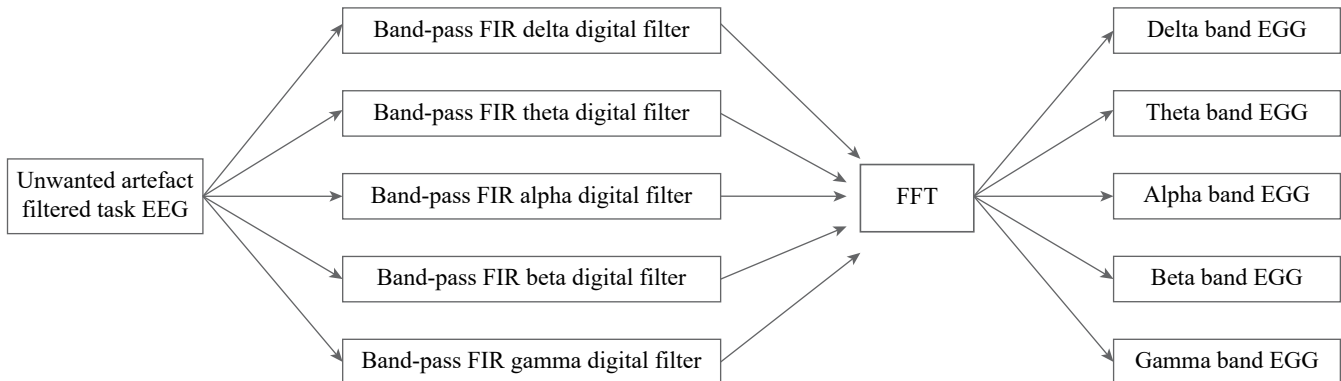 Unwanted artefact
filtered task EEG
Band-pass FIR delta digital filter
Band-pass FIR theta digital filter
Band-pass FIR alpha digital filter
Band-pass FIR beta digital filter
Band-pass FIR gamma digital filter
FFT
Delta band EGG
Theta band EGG
Alpha band EGG
Beta band EGG
Gamma band EGG